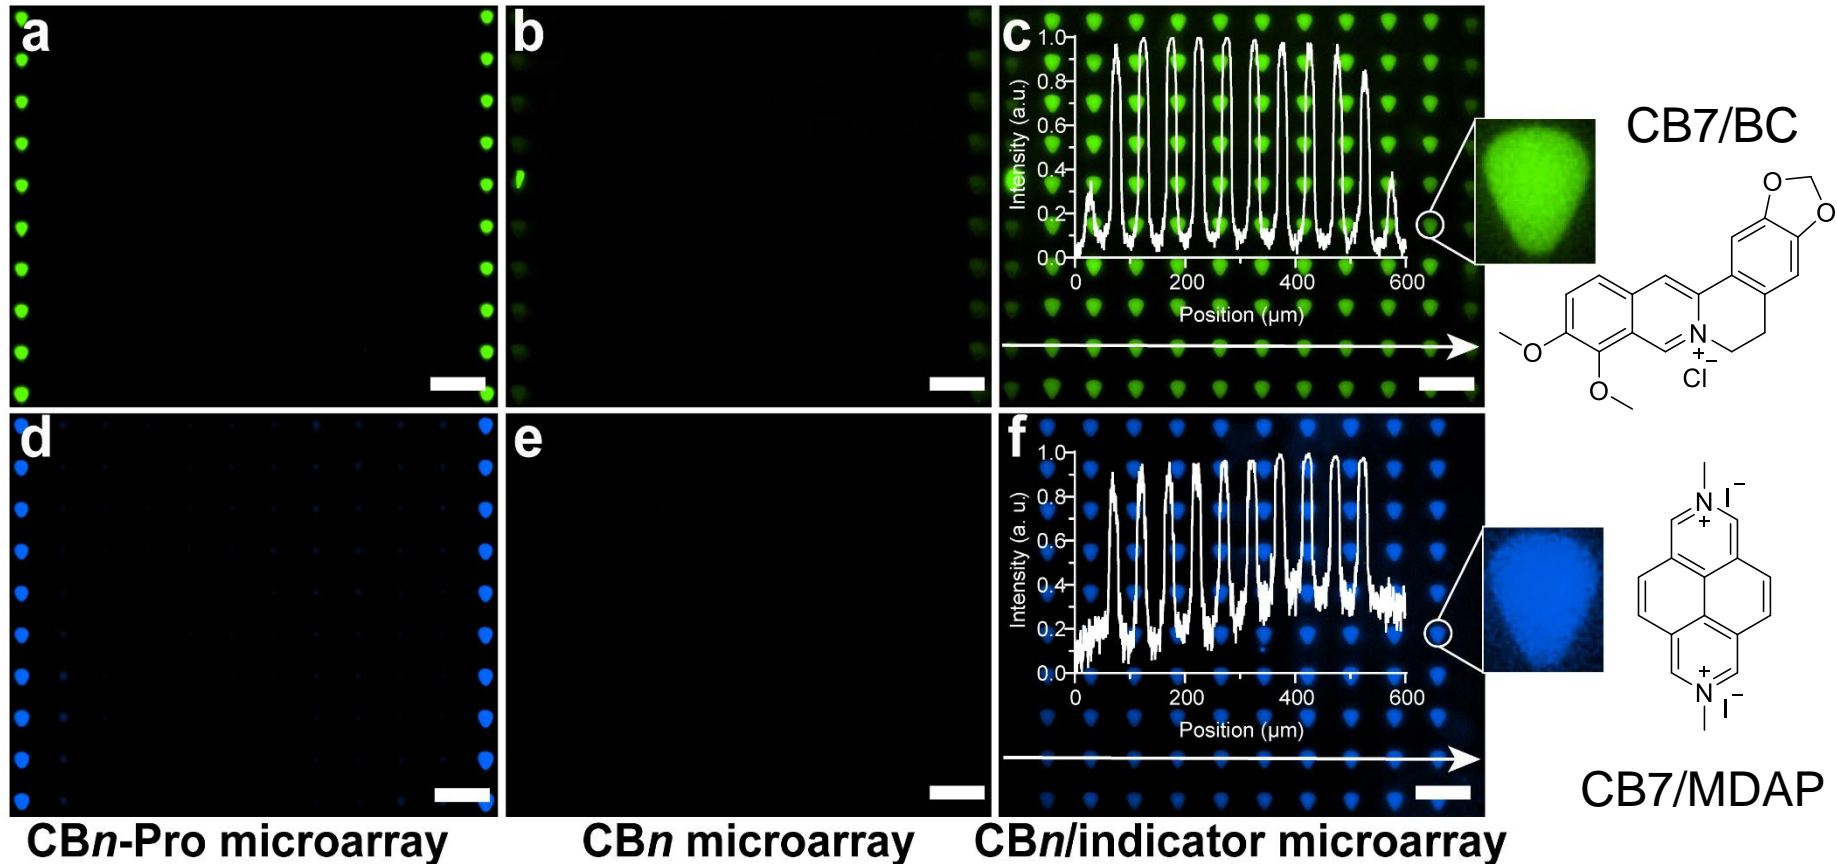 a
b
c
1.0
0.8
0.6
0.4
0.2
0.0
Intensity (a.u.)
0 200 400 600
Position (µm)
CB7/BC
O
O
N
+
−
Cl
O
O
d
e
f
1.0
0.8
0.6
0.4
0.2
0.0
Intensity (a. u.)
0 200 400 600
Position (µm)
N
+
I−
+
N
I−
CB7/MDAP
CBn-Pro microarray
CBn microarray
CBn/indicator microarray